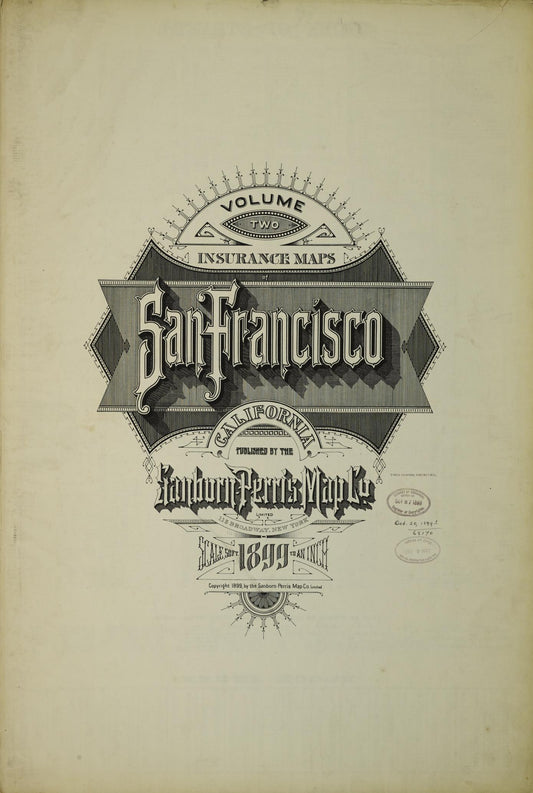 VOLUME
TWO
INSURANCE MAPS
of
San Francisco
CALIFORNIA
PUBLISHED BY THE
Sanborn-Perris Map Co.
LIMITED
115 BROADWAY, NEW YORK
SCALE 50 FT. TO AN INCH
1899
Copyright 1899, by the Sanborn-Perris Map Co. Limited